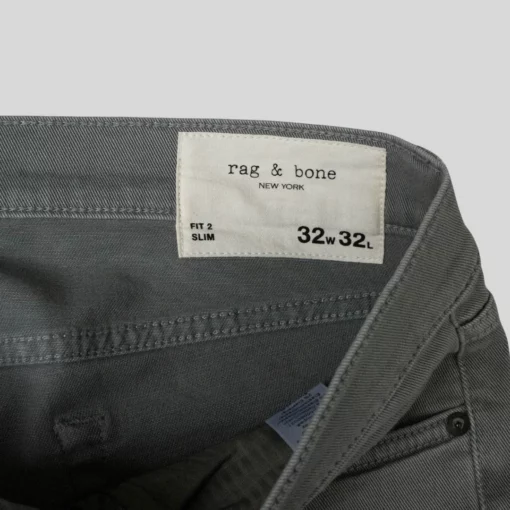 rag & bone
NEW YORK
FIT 2
SLIM
32W 32L